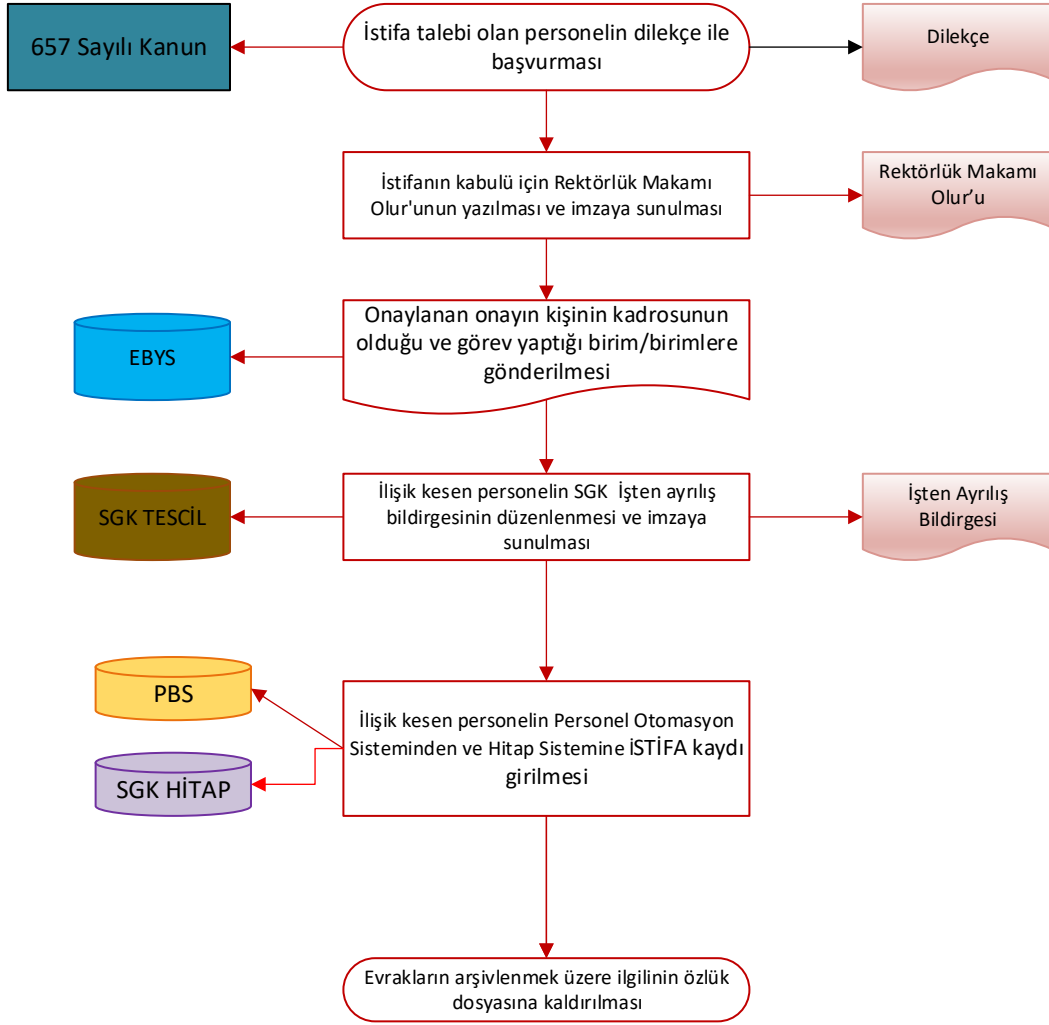 657 Sayılı Kanun
İstifa talebi olan personelin dilekçe ile
başvurması
Dilekçe
İstifanın kabulü için Rektörlük Makamı
Olur'unun yazılması ve imzaya sunulması
Rektörlük Makamı
Olur’u
Onaylanan onayın kişinin kadrosunun
olduğu ve görev yaptığı birim/birimlere
gönderilmesi
EBYS
İlişik kesen personelin SGK  İşten ayrılış
bildirgesinin düzenlenmesi ve imzaya
sunulması
SGK TESCİL
İşten Ayrılış
Bildirgesi
PBS
SGK HİTAP
İlişik kesen personelin Personel Otomasyon
Sisteminden ve Hitap Sistemine İSTİFA kaydı
girilmesi
Evrakların arşivlenmek üzere ilgilinin özlük
dosyasına kaldırılması